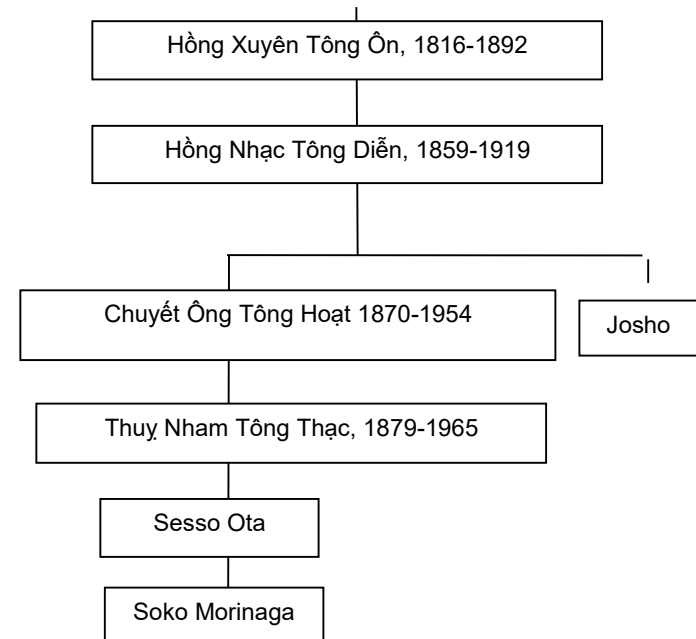 Hồng Xuyên Tông Ôn, 1816-1892
Hồng Nhạc Tông Diễn, 1859-1919
Chuyết Ông Tông Hoạt 1870-1954
Josho
Thuỵ Nham Tông Thạc, 1879-1965
Sesso Ota
Soko Morinaga